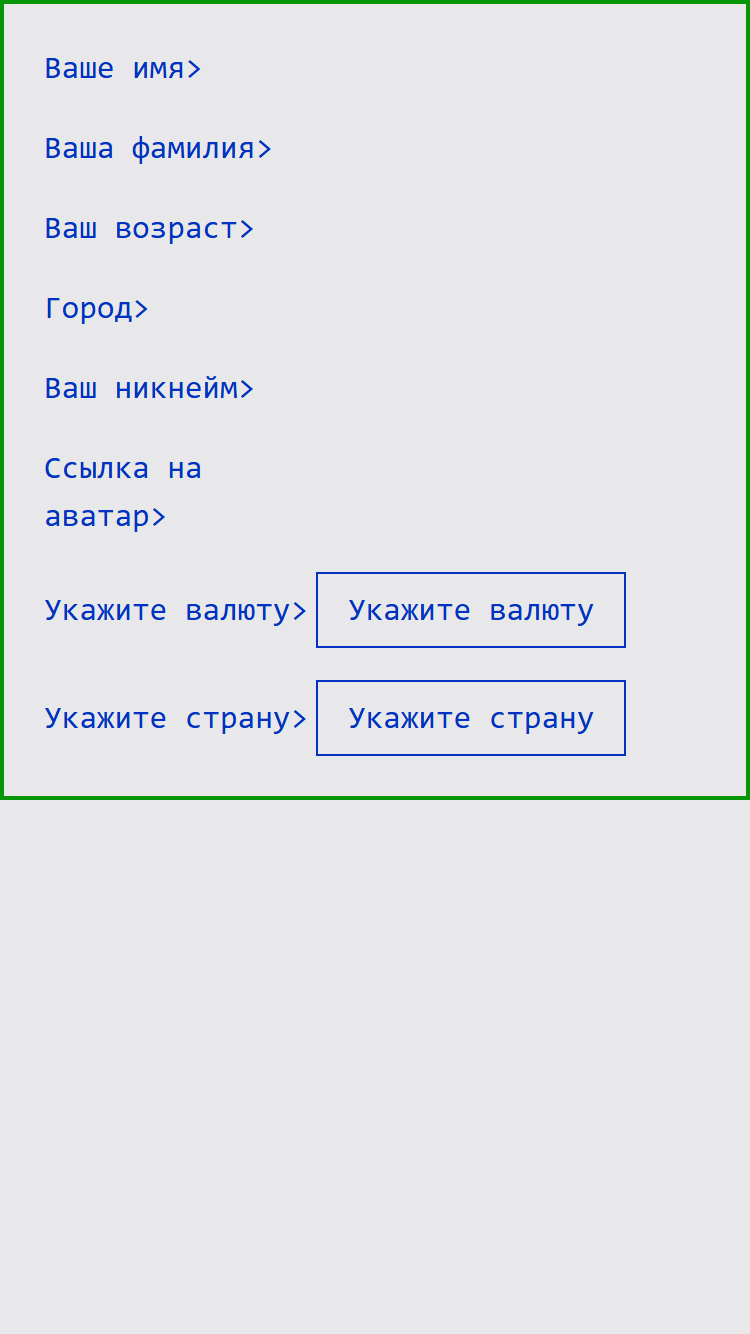 Ваше имя>
Ваша фамилия>
Ваш возраст>
Город>
Ваш никнейм>
Ссылка на
аватар>
Укажите валюту> Укажите валюту
Укажите страну> Укажите страну